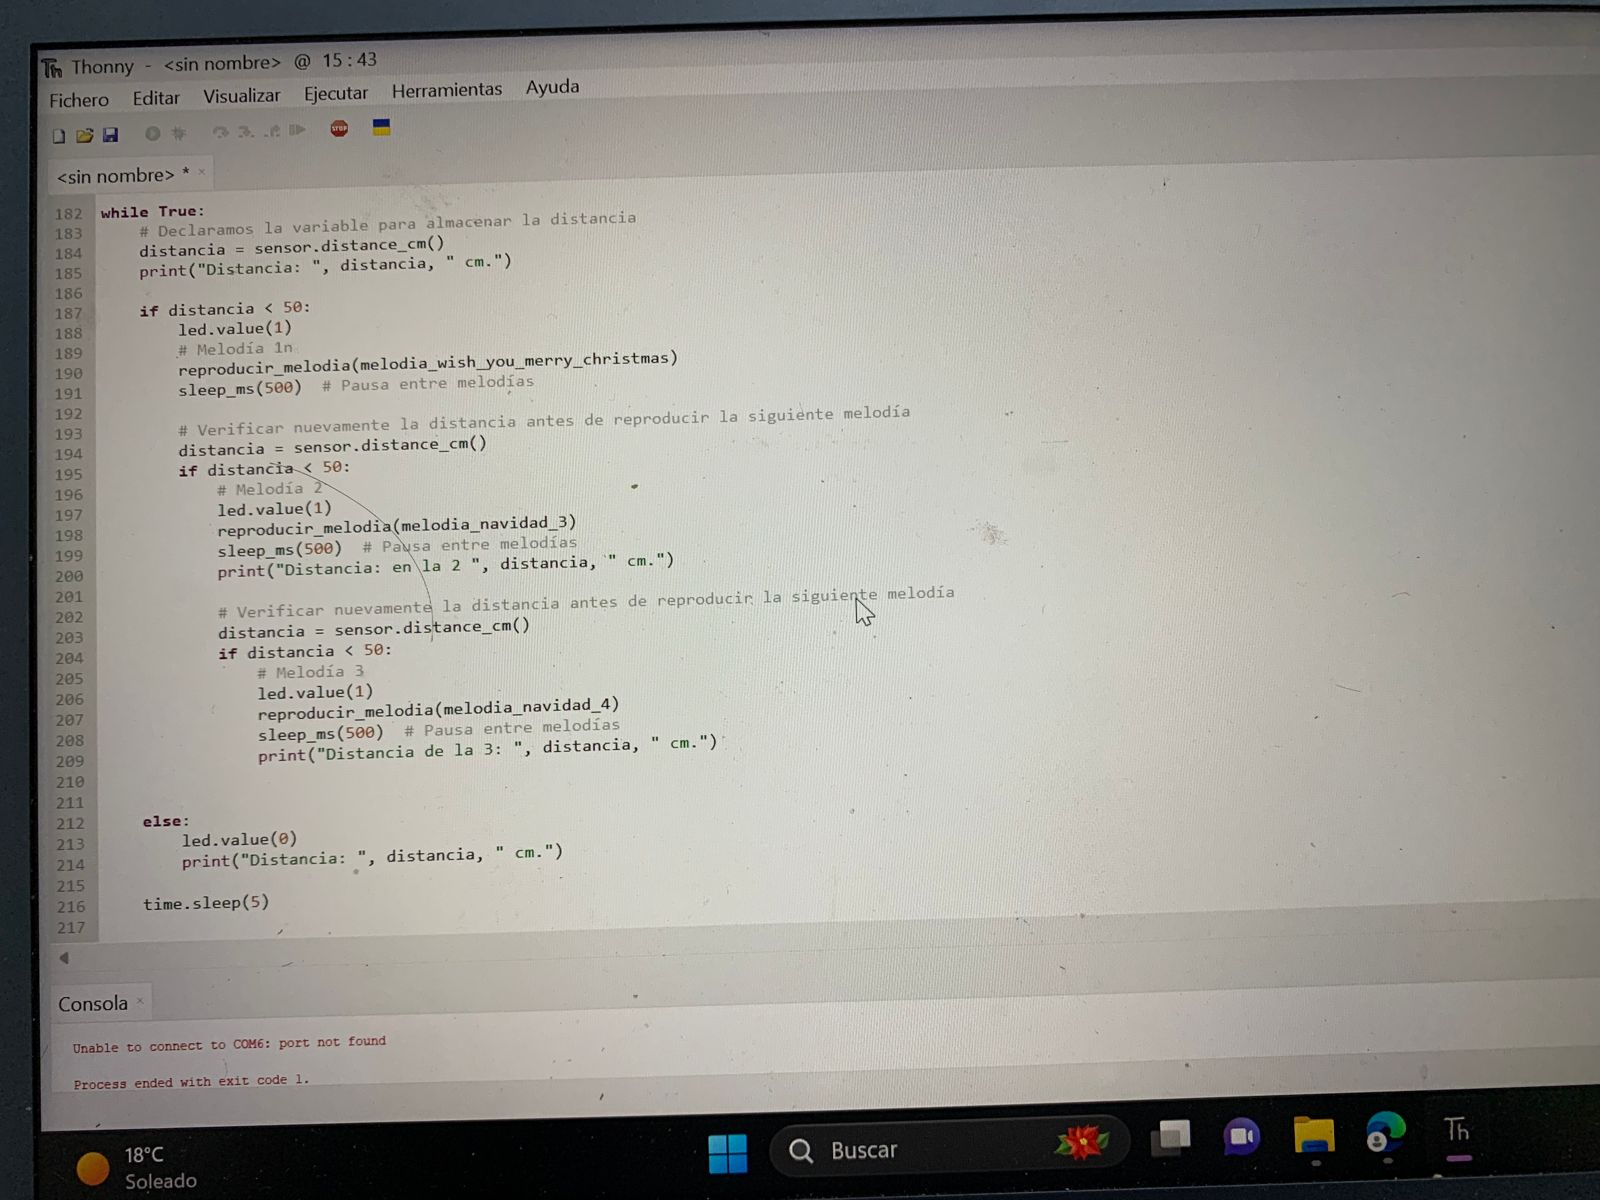 Thonny - <sin nombre> @ 15 : 43
Fichero Editar Visualizar Ejecutar Herramientas Ayuda
STOP
<sin nombre> * ×
182 while True:
183     # Declaramos la variable para almacenar la distancia
184     distancia = sensor.distance_cm()
185     print("Distancia: ", distancia, " cm.")
186
187     if distancia < 50:
188         led.value(1)
189         # Melodía 1n
190         reproducir_melodia(melodia_wish_you_merry_christmas)
191         sleep_ms(500)  # Pausa entre melodías
192
193         # Verificar nuevamente la distancia antes de reproducir la siguiente melodía
194         distancia = sensor.distance_cm()
195         if distancia < 50:
196             # Melodía 2
197             led.value(1)
198             reproducir_melodia(melodia_navidad_3)
199             sleep_ms(500)  # Pausa entre melodías
200             print("Distancia: en la 2 ", distancia, " cm.")
201
202             # Verificar nuevamente la distancia antes de reproducir la siguiente melodía
203             distancia = sensor.distance_cm()
204             if distancia < 50:
205                 # Melodía 3
206                 led.value(1)
207                 reproducir_melodia(melodia_navidad_4)
208                 sleep_ms(500)  # Pausa entre melodías
209                 print("Distancia de la 3: ", distancia, " cm.")
210
211
212     else:
213         led.value(0)
214         print("Distancia: ", distancia, " cm.")
215
216     time.sleep(5)
217
Consola ×
Unable to connect to COM6: port not found
Process ended with exit code 1.
18°C
Soleado
Buscar
Th